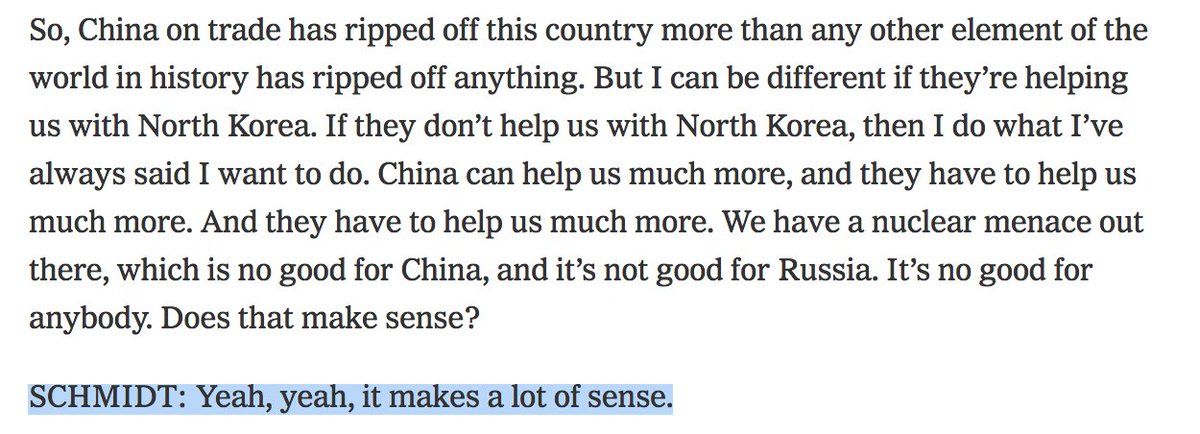 So, China on trade has ripped off this country more than any other element of the
world in history has ripped off anything. But I can be different if they’re helping
us with North Korea. If they don’t help us with North Korea, then I do what I’ve
always said I want to do. China can help us much more, and they have to help us
much more. And they have to help us much more. We have a nuclear menace out
there, which is no good for China, and it’s not good for Russia. It’s no good for
anybody. Does that make sense?
SCHMIDT: Yeah, yeah, it makes a lot of sense.